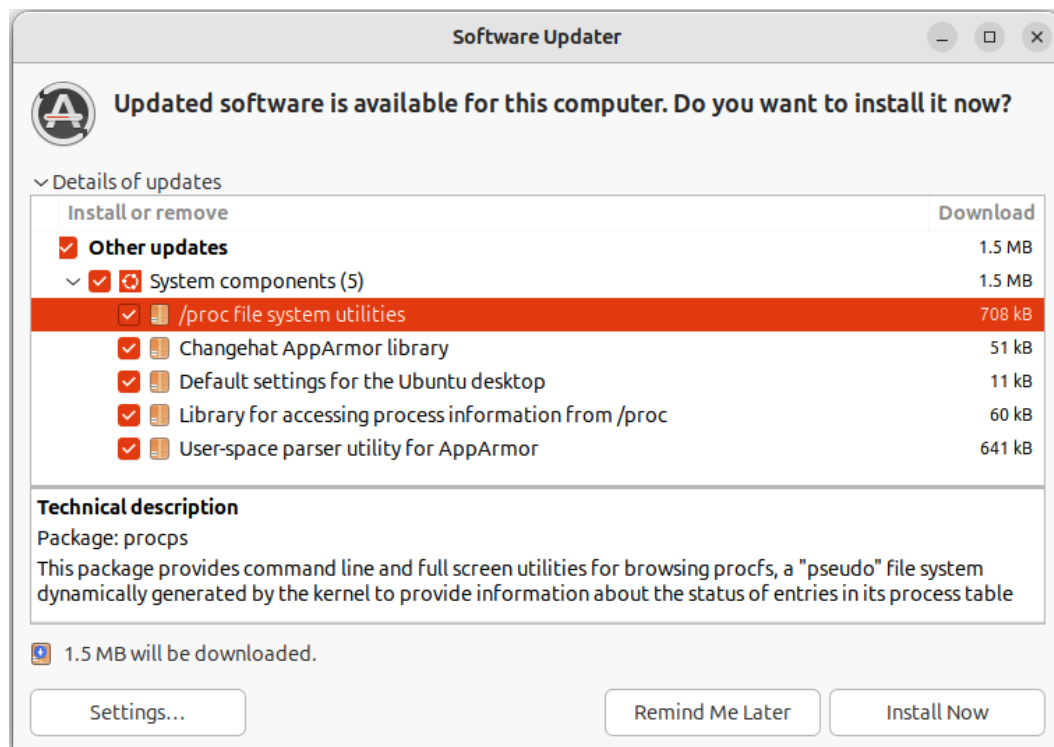 Software Updater
Updated software is available for this computer. Do you want to install it now?
Details of updates
Install or remove Download
Other updates 1.5 MB
System components (5) 1.5 MB
/proc file system utilities 708 kB
Changehat AppArmor library 51 kB
Default settings for the Ubuntu desktop 11 kB
Library for accessing process information from /proc 60 kB
User-space parser utility for AppArmor 641 kB
Technical description
Package: procps
This package provides command line and full screen utilities for browsing procfs, a "pseudo" file system
dynamically generated by the kernel to provide information about the status of entries in its process table
1.5 MB will be downloaded.
Settings... Remind Me Later Install Now